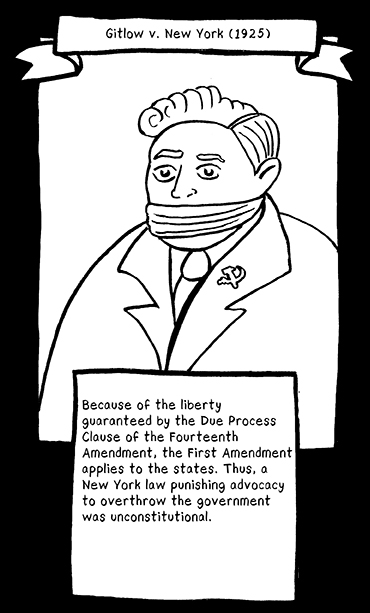 Gitlow v. New York (1925)
Because of the liberty
guaranteed by the Due Process
Clause of the Fourteenth
Amendment, the First Amendment
applies to the states. Thus, a
New York law punishing advocacy
to overthrow the government
was unconstitutional.